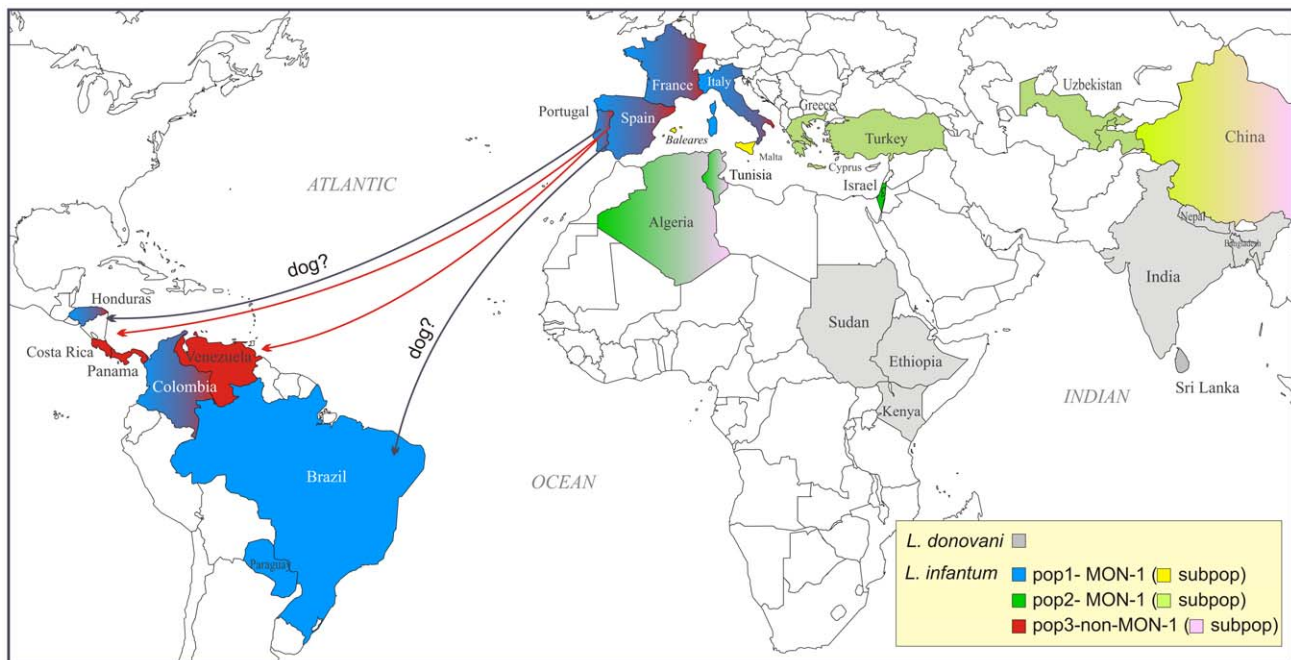 Uzbekistan
France
Italy
Portugal
Spain
Greece
China
Baleares
Turkey
Malta
Cyprus
Tunisia
ATLANTIC
Israel
Algeria
Nepal
Bangladesh
dog?
India
Honduras
Sudan
dog?
Costa Rica
Venezuela
Ethiopia
Panama
Colombia
Sri Lanka
INDIAN
Kenya
Brazil
OCEAN
Paraguay
L. donovani
L. infantum pop1- MON-1 ( subpop)
pop2- MON-1 ( subpop)
pop3-non-MON-1 ( subpop)